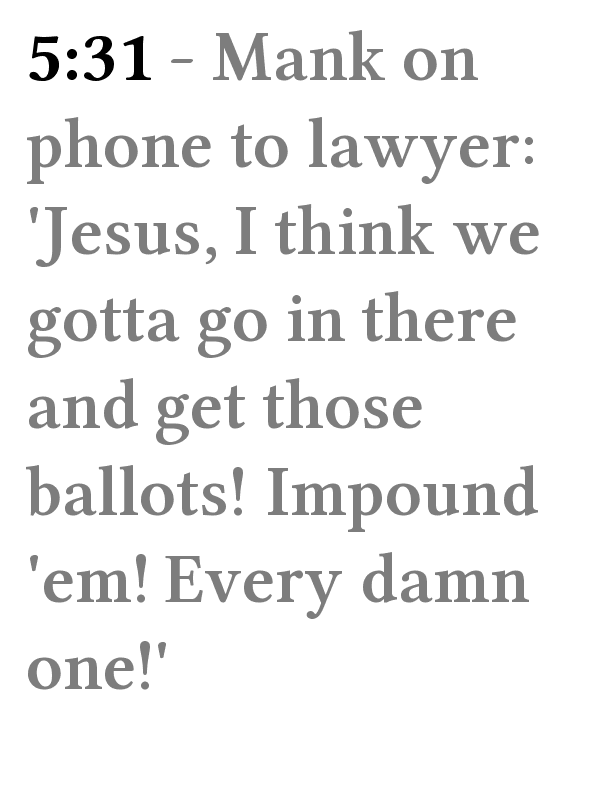 5:31 - Mank on
phone to lawyer:
'Jesus, I think we
gotta go in there
and get those
ballots! Impound
'em! Every damn
one!'